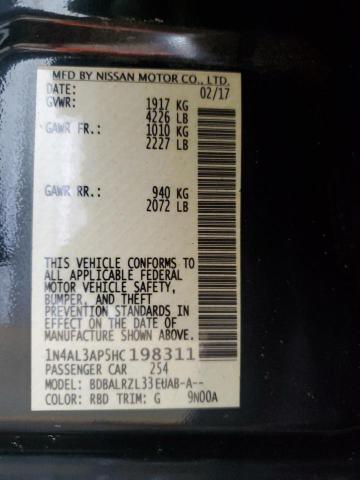 MFD BY NISSAN MOTOR CO., LTD.
DATE: 02/17
GVWR: 1917 KG
4226 LB
GAWR FR.: 1010 KG
2227 LB
GAWR RR.: 940 KG
2072 LB
THIS VEHICLE CONFORMS TO
ALL APPLICABLE FEDERAL
MOTOR VEHICLE SAFETY,
BUMPER, AND THEFT
PREVENTION STANDARDS IN
EFFECT ON THE DATE OF
MANUFACTURE SHOWN ABOVE.
1N4AL3AP5HC198311
PASSENGER CAR 254
MODEL: BDBALRZL33EUAB-A--
COLOR: RBD TRIM: G 9N00A